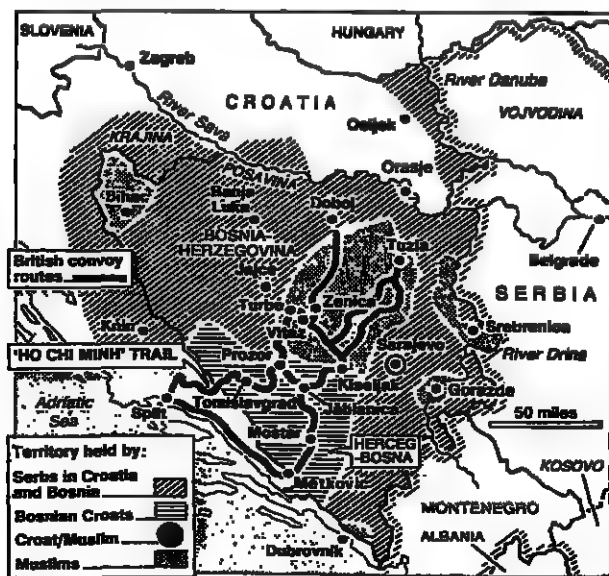 SLOVENIA
HUNGARY
Zagreb
River Danube
CROATIA
VOJVODINA
River Sava
Osijek
KRAJINA
Orasje
POSAVINA
Bihac
Banja
Luka
Doboj
BOSNIA-
HERZEGOVINA
Tuzla
Belgrade
British convoy
routes
Jajce
SERBIA
Turbe
Zenica
Vitez
Srebrenica
Knin
Sarajevo
River Drina
'HO CHI MINH' TRAIL
Prozor
Kiseljak
Gorazde
Adriatic
Sea
Split
Tomislavgrad
Jablanica
50 miles
Mostar
HERCEG
-BOSNA
Territory held by:
Serbs in Croatia
and Bosnia
KOSOVO
Metkovic
Bosnian Croats
MONTENEGRO
Croat/Muslim
ALBANIA
Muslims
Dubrovnik